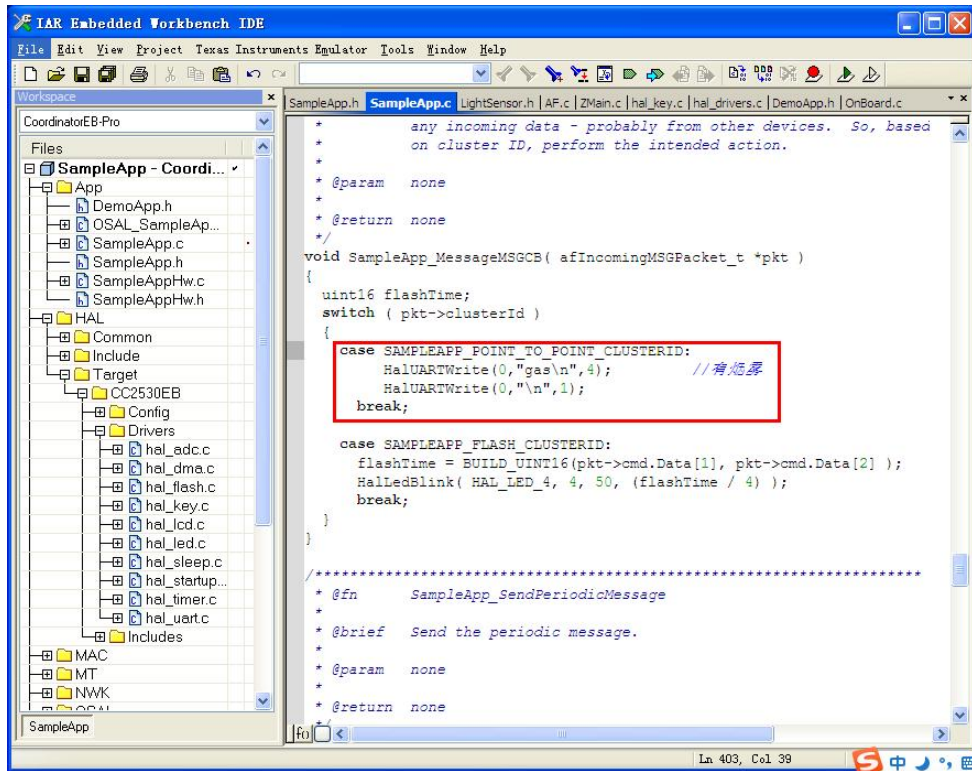 IAR Embedded Workbench IDE
File Edit View Project Texas Instruments Emulator Tools Window Help
Workspace
CoordinatorEB-Pro
Files
SampleApp - Coordi...
App
DemoApp.h
OSAL_SampleAp...
SampleApp.c
SampleApp.h
SampleAppHw.c
SampleAppHw.h
HAL
Common
Include
Target
CC2530EB
Config
Drivers
hal_adc.c
hal_dma.c
hal_flash.c
hal_key.c
hal_lcd.c
hal_led.c
hal_sleep.c
hal_startup...
hal_timer.c
hal_uart.c
Includes
MAC
MT
NWK
OSAL
SampleApp
SampleApp.h SampleApp.c LightSensor.h | AF.c | ZMain.c | hal_key.c | hal_drivers.c | DemoApp.h | OnBoard.c
* any incoming data - probably from other devices. So, based
* on cluster ID, perform the intended action.
*
* @param none
*
* @return none
*/
void SampleApp_MessageMSGCB( afIncomingMSGPacket_t *pkt )
{
uint16 flashTime;
switch ( pkt->clusterId )
{
case SAMPLEAPP_POINT_TO_POINT_CLUSTERID:
HalUARTWrite(0,"gas\n",4); //有烟雾
HalUARTWrite(0,"\n",1);
break;
case SAMPLEAPP_FLASH_CLUSTERID:
flashTime = BUILD_UINT16(pkt->cmd.Data[1], pkt->cmd.Data[2] );
HalLedBlink( HAL_LED_4, 4, 50, (flashTime / 4) );
break;
}
}
/*********************************************************************
* @fn SampleApp_SendPeriodicMessage
*
* @brief Send the periodic message.
*
* @param none
*
* @return none
*/
Ln 403, Col 39
中